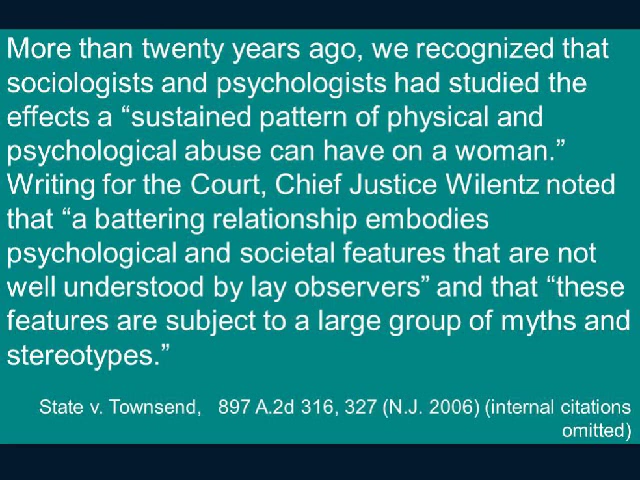 More than twenty years ago, we recognized that
sociologists and psychologists had studied the
effects a “sustained pattern of physical and
psychological abuse can have on a woman.”
Writing for the Court, Chief Justice Wilentz noted
that “a battering relationship embodies
psychological and societal features that are not
well understood by lay observers” and that “these
features are subject to a large group of myths and
stereotypes.”
State v. Townsend, 897 A.2d 316, 327 (N.J. 2006) (internal citations
omitted)